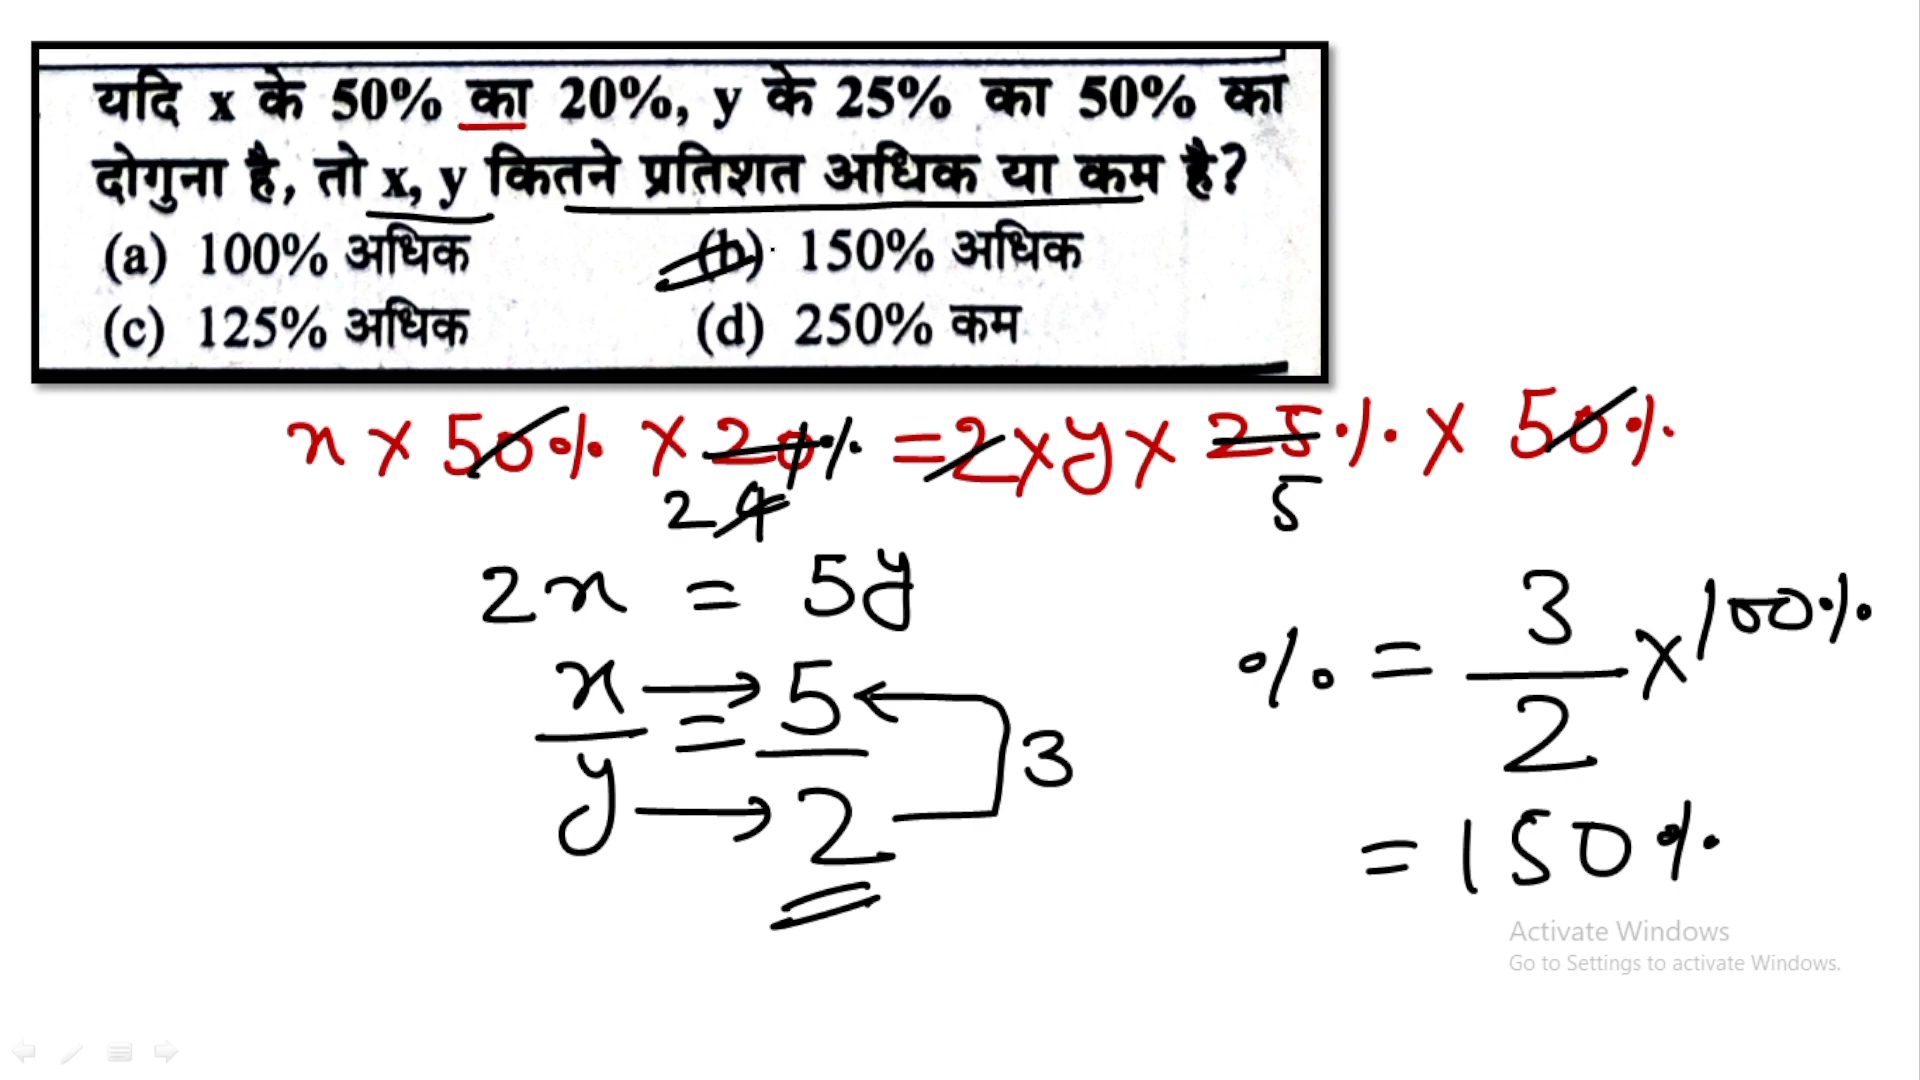 यदि x के 50% का 20%, y के 25% का 50% का
दोगुना है, तो x, y कितने प्रतिशत अधिक या कम है?
(a) 100% अधिक (b) 150% अधिक
(c) 125% अधिक (d) 250% कम
x × 50% × 20% = 2 × y × 25% × 50%
2 4 5
2x = 5y
x/y = 5/2
3
% = 3/2 × 100%
= 150%
Activate Windows
Go to Settings to activate Windows.